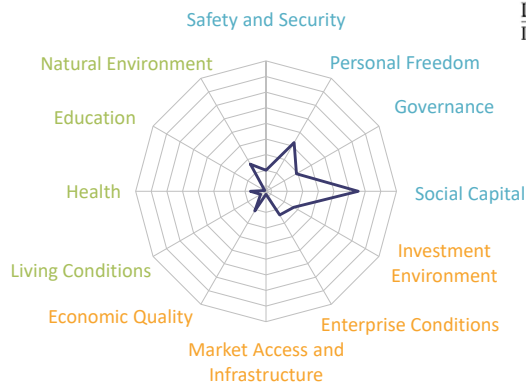 Safety and Security
Natural Environment
Personal Freedom
Education
Governance
Health
Social Capital
Investment
Environment
Living Conditions
Economic Quality
Enterprise Conditions
Market Access and
Infrastructure